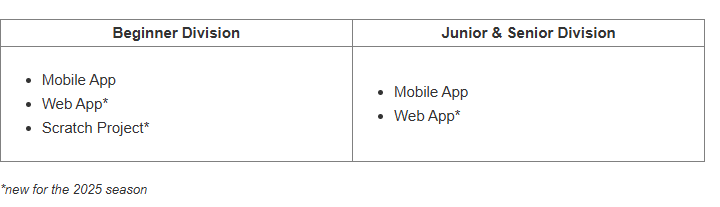 Beginner Division
Junior & Senior Division
• Mobile App
• Web App*
• Scratch Project*
• Mobile App
• Web App*
*new for the 2025 season